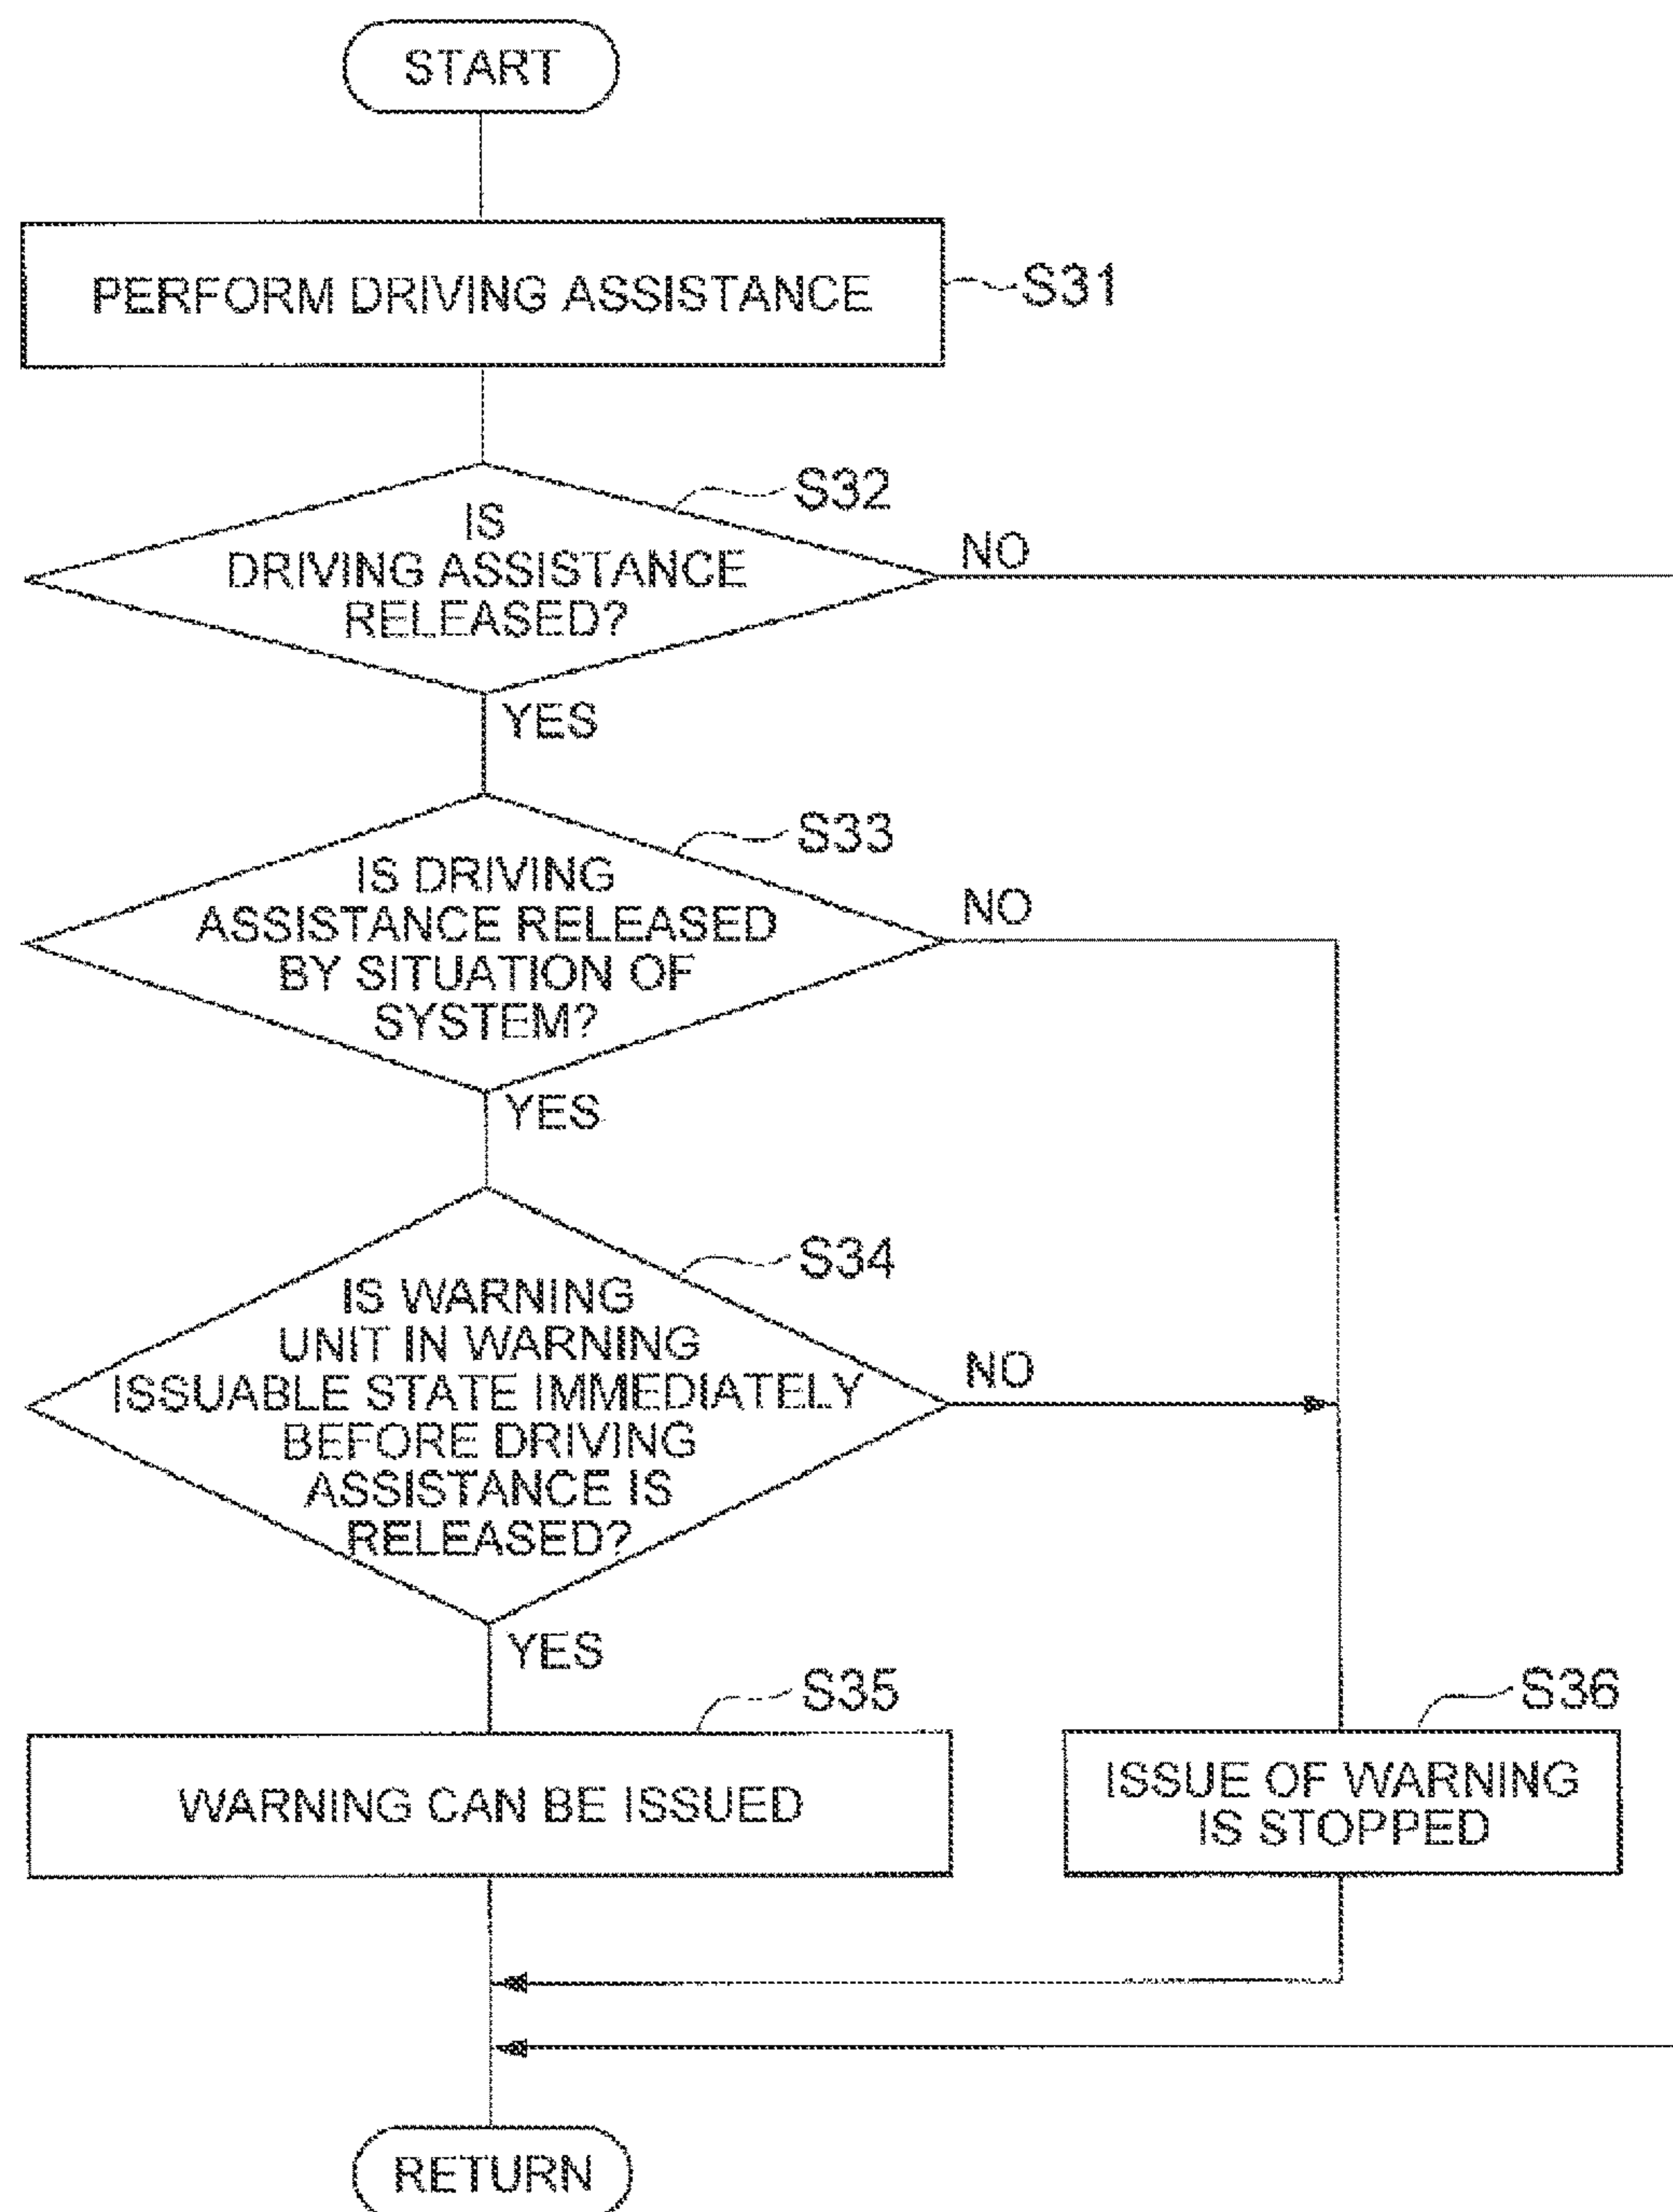 START
PERFORM DRIVING ASSISTANCE
S31
S32
IS
DRIVING ASSISTANCE
RELEASED?
NO
YES
S33
IS DRIVING
ASSISTANCE RELEASED
BY SITUATION OF
SYSTEM?
NO
YES
S34
IS WARNING
UNIT IN WARNING
ISSUABLE STATE IMMEDIATELY
BEFORE DRIVING
ASSISTANCE IS
RELEASED?
NO
YES
S35
WARNING CAN BE ISSUED
S36
ISSUE OF WARNING
IS STOPPED
RETURN